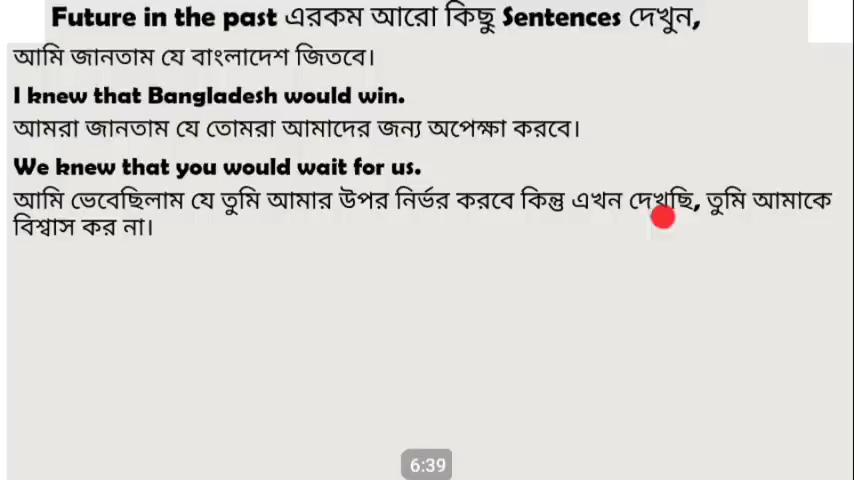 Future in the past এরকম আরো কিছু Sentences দেখুন,
আমি জানতাম যে বাংলাদেশ জিতবে।
I knew that Bangladesh would win.
আমরা জানতাম যে তোমরা আমাদের জন্য অপেক্ষা করবে।
We knew that you would wait for us.
আমি ভেবেছিলাম যে তুমি আমার উপর নির্ভর করবে কিন্তু এখন দেখছি, তুমি আমাকে
বিশ্বাস কর না।
6:39